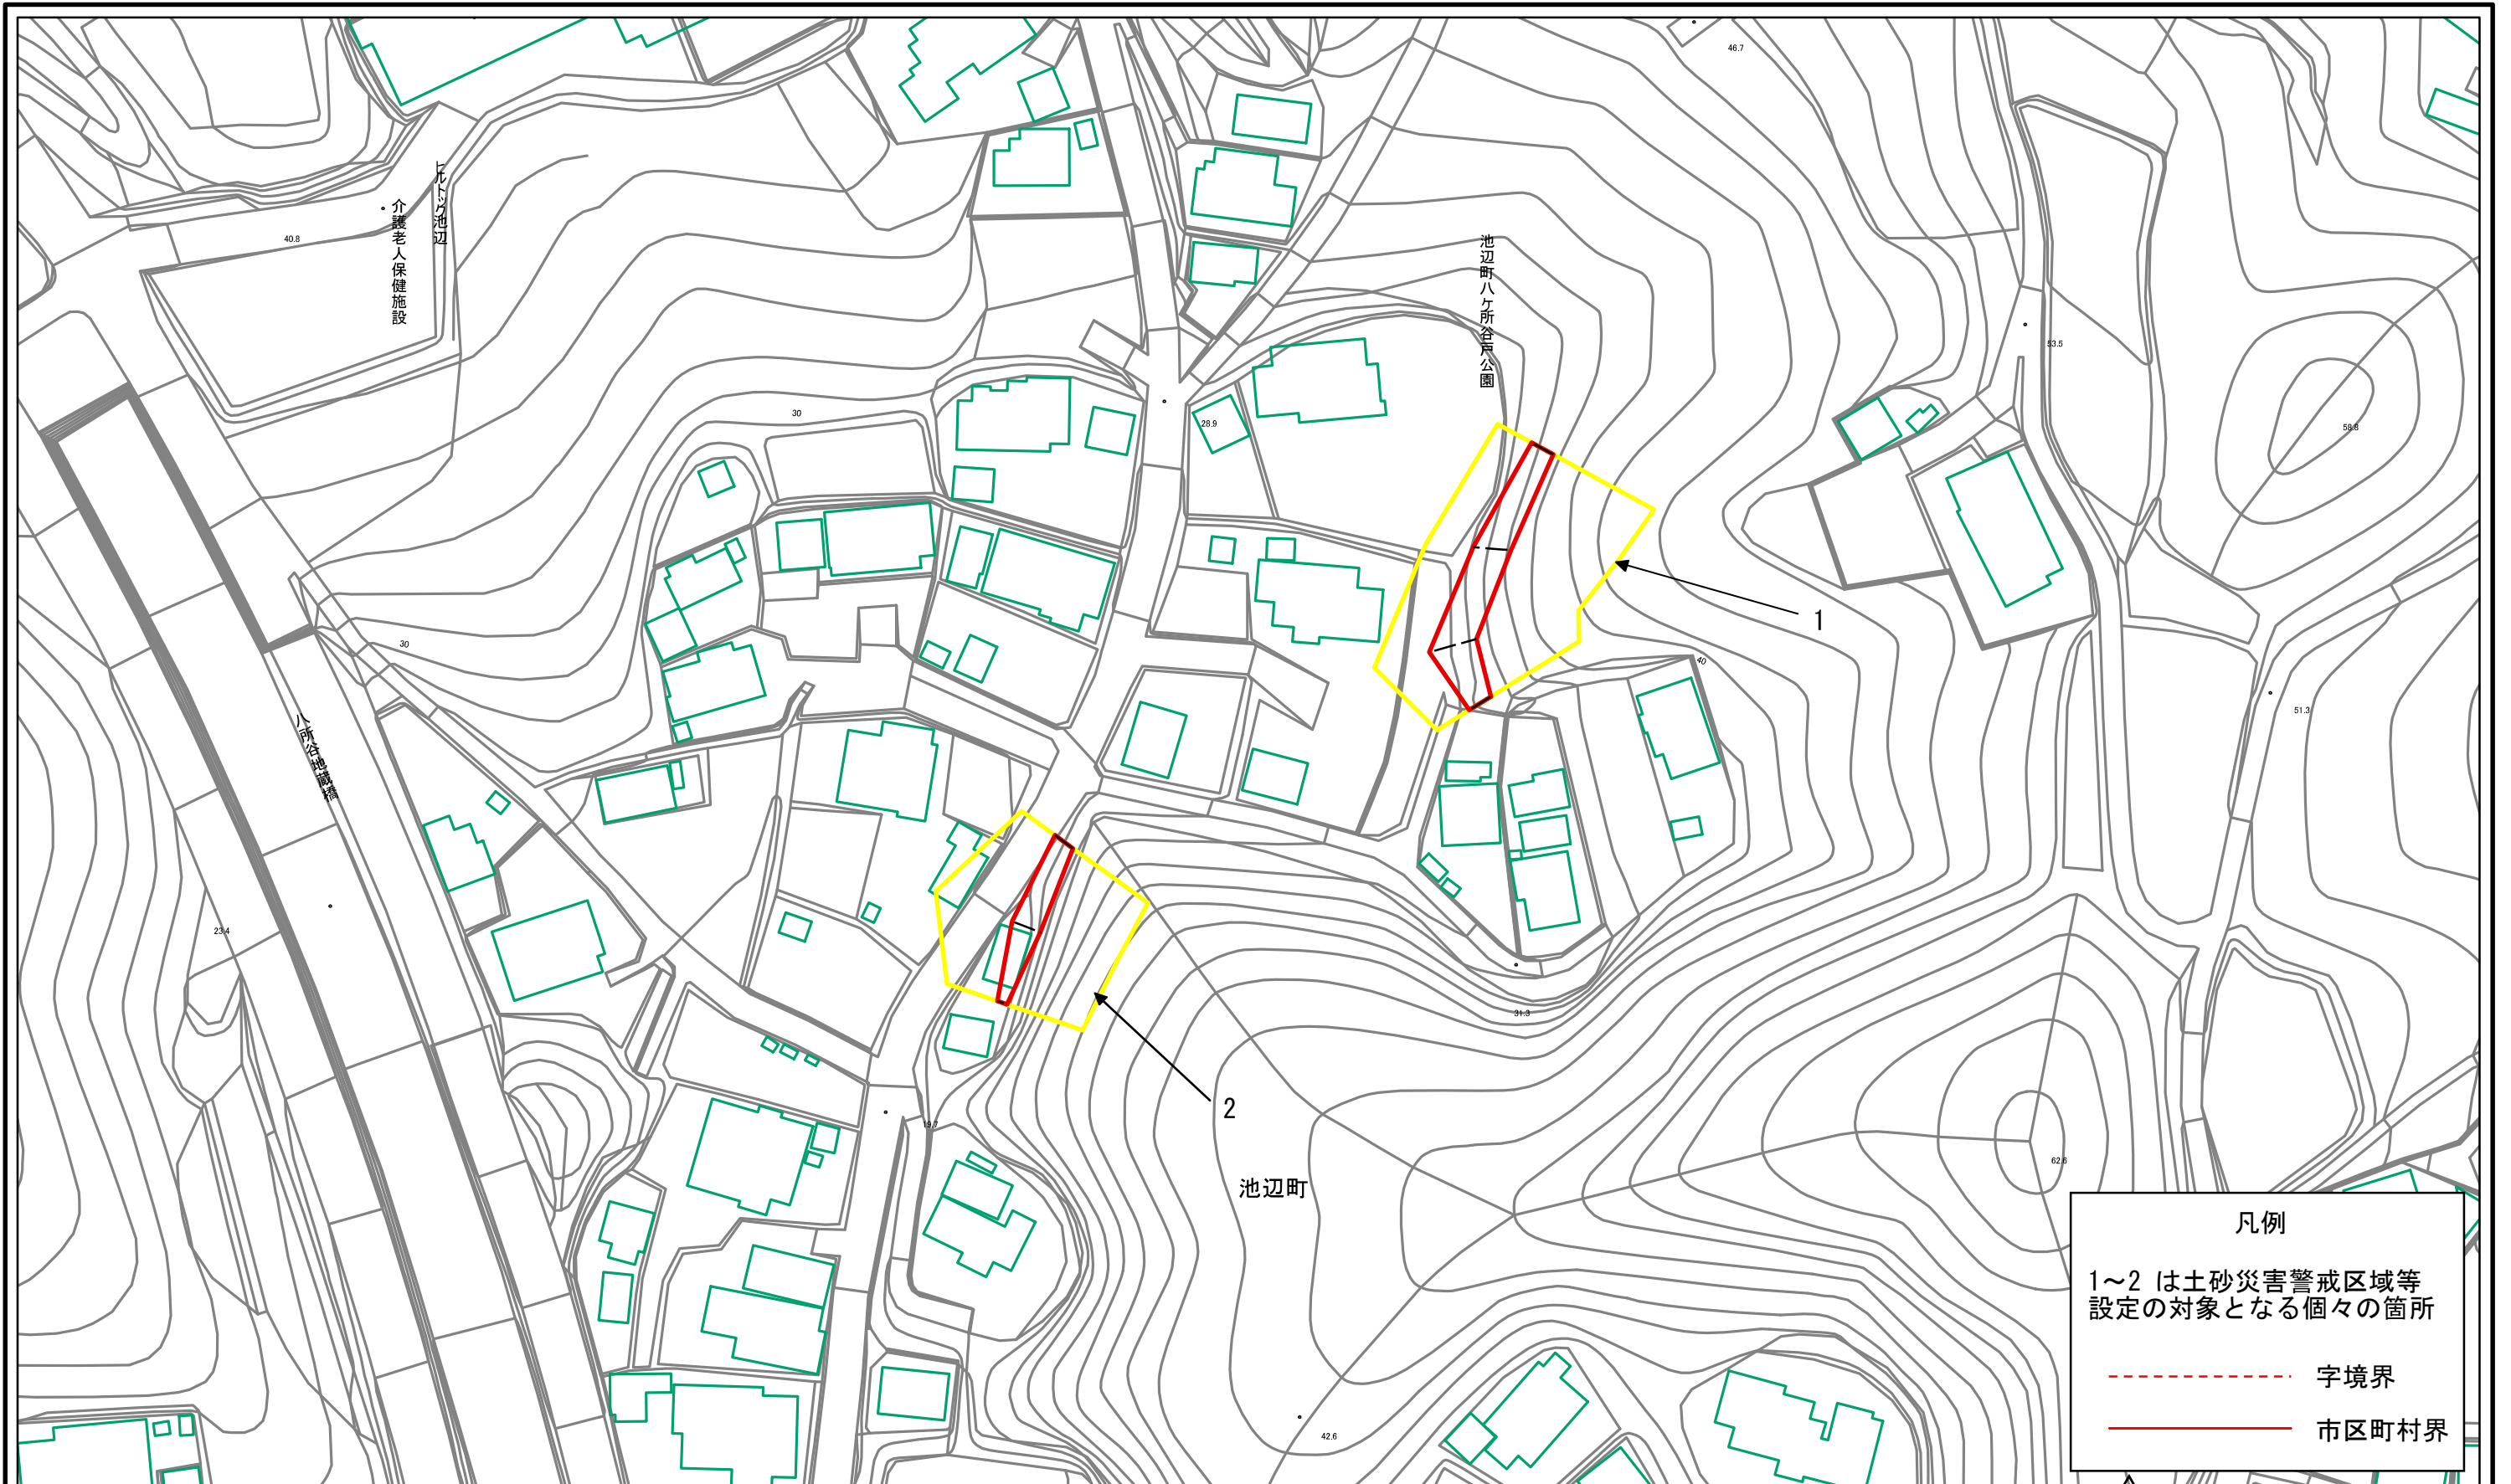 46.7
ヒルトップ池辺
介護老人保健施設
40.8
池辺町八ケ所谷戸公園
53.5
58.8
30
28.9
1
30
40
51.3
八所谷地蔵橋
23.4
31.3
2
19.7
62.6
池辺町
42.6
凡例
1～2 は土砂災害警戒区域等
設定の対象となる個々の箇所
字境界
市区町村界